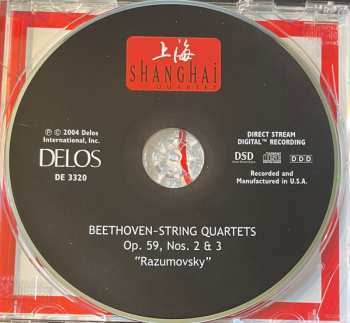 上海
SHANGHAI
QUARTET
℗ © 2004 Delos
International, Inc.
DELOS
DE 3320
DIRECT STREAM
DIGITAL™ RECORDING
DSD
DDD
Recorded and
Manufactured in U.S.A.
BEETHOVEN-STRING QUARTETS
Op. 59, Nos. 2 & 3
"Razumovsky"